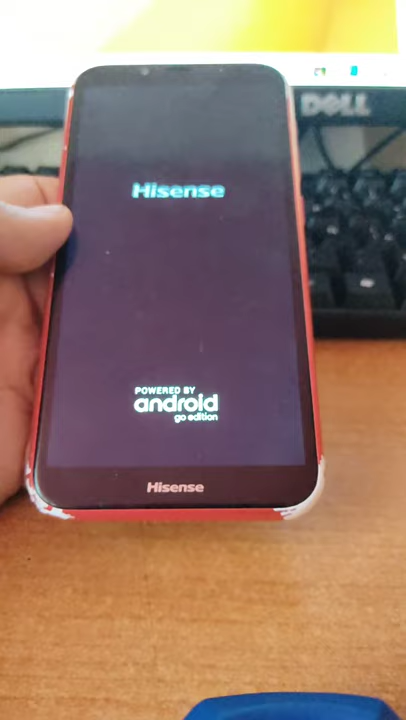 DELL
Hisense
POWERED BY
android
go edition
Hisense